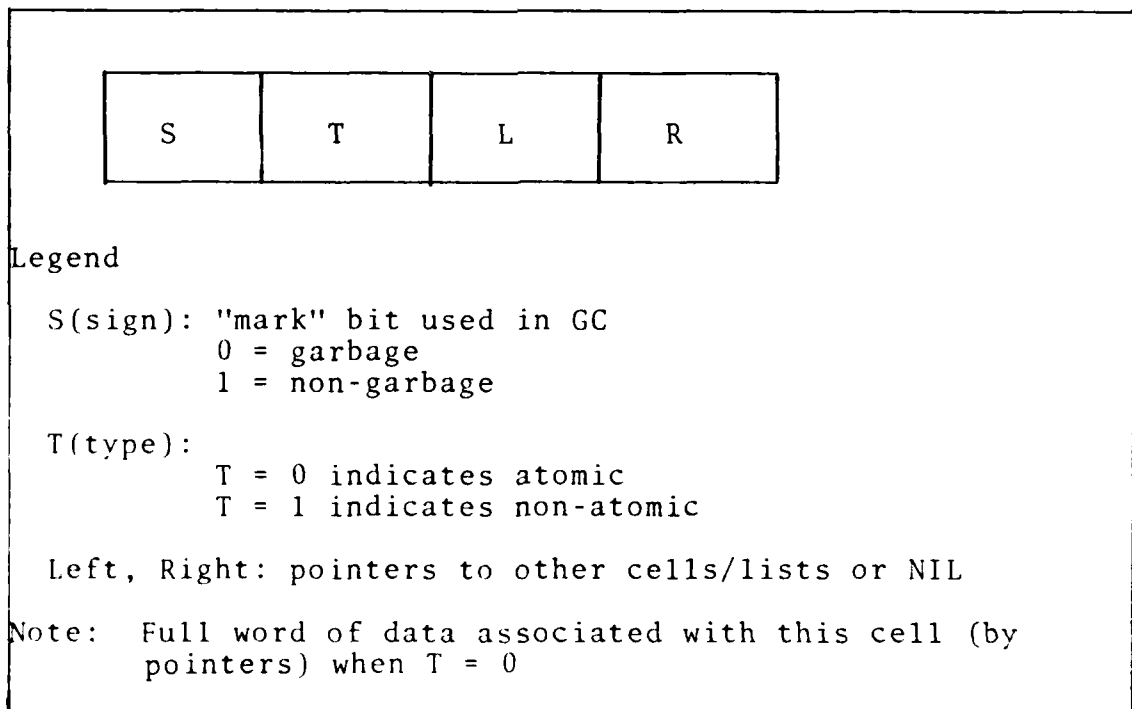 S T L R
Legend
S(sign): "mark" bit used in GC
0 = garbage
1 = non-garbage
T(type):
T = 0 indicates atomic
T = 1 indicates non-atomic
Left, Right: pointers to other cells/lists or NIL
Note: Full word of data associated with this cell (by
pointers) when T = 0